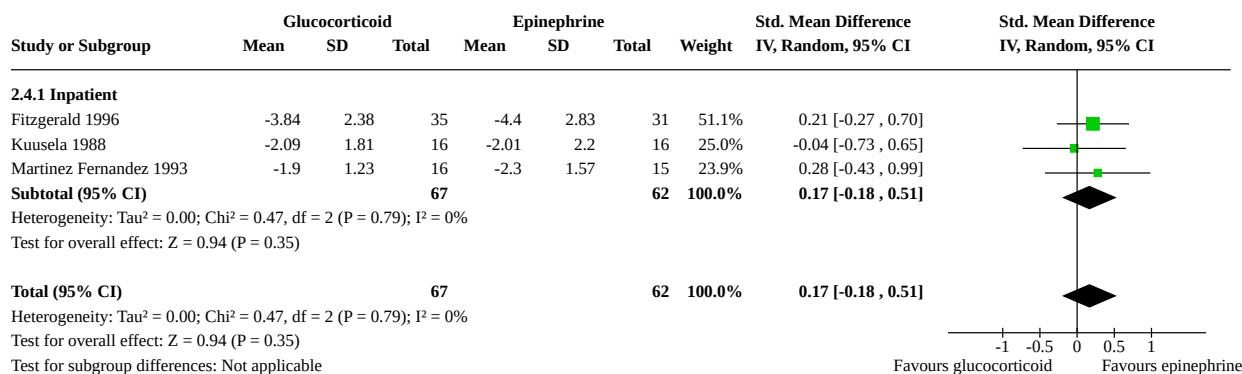 Glucocorticoid Epinephrine Std. Mean Difference Std. Mean Difference
Study or Subgroup Mean SD Total Mean SD Total Weight IV, Random, 95% CI IV, Random, 95% CI
2.4.1 Inpatient
Fitzgerald 1996 -3.84 2.38 35 -4.4 2.83 31 51.1% 0.21 [-0.27 , 0.70]
Kuusela 1988 -2.09 1.81 16 -2.01 2.2 16 25.0% -0.04 [-0.73 , 0.65]
Martinez Fernandez 1993 -1.9 1.23 16 -2.3 1.57 15 23.9% 0.28 [-0.43 , 0.99]
Subtotal (95% CI) 67 62 100.0% 0.17 [-0.18 , 0.51]
Heterogeneity: Tau² = 0.00; Chi² = 0.47, df = 2 (P = 0.79); I² = 0%
Test for overall effect: Z = 0.94 (P = 0.35)
Total (95% CI) 67 62 100.0% 0.17 [-0.18 , 0.51]
Heterogeneity: Tau² = 0.00; Chi² = 0.47, df = 2 (P = 0.79); I² = 0%
Test for overall effect: Z = 0.94 (P = 0.35) -1 -0.5 0 0.5 1
Test for subgroup differences: Not applicable Favours glucocorticoid Favours epinephrine